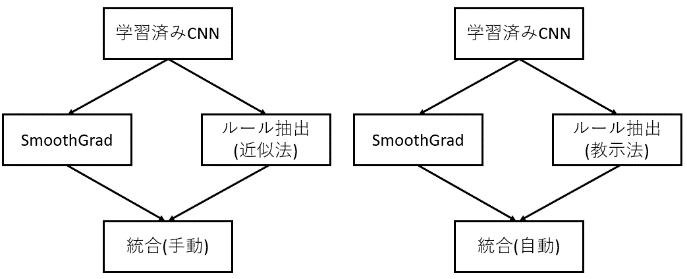 学習済みCNN
SmoothGrad
ルール抽出
(近似法)
統合(手動)
学習済みCNN
SmoothGrad
ルール抽出
(教示法)
統合(自動)